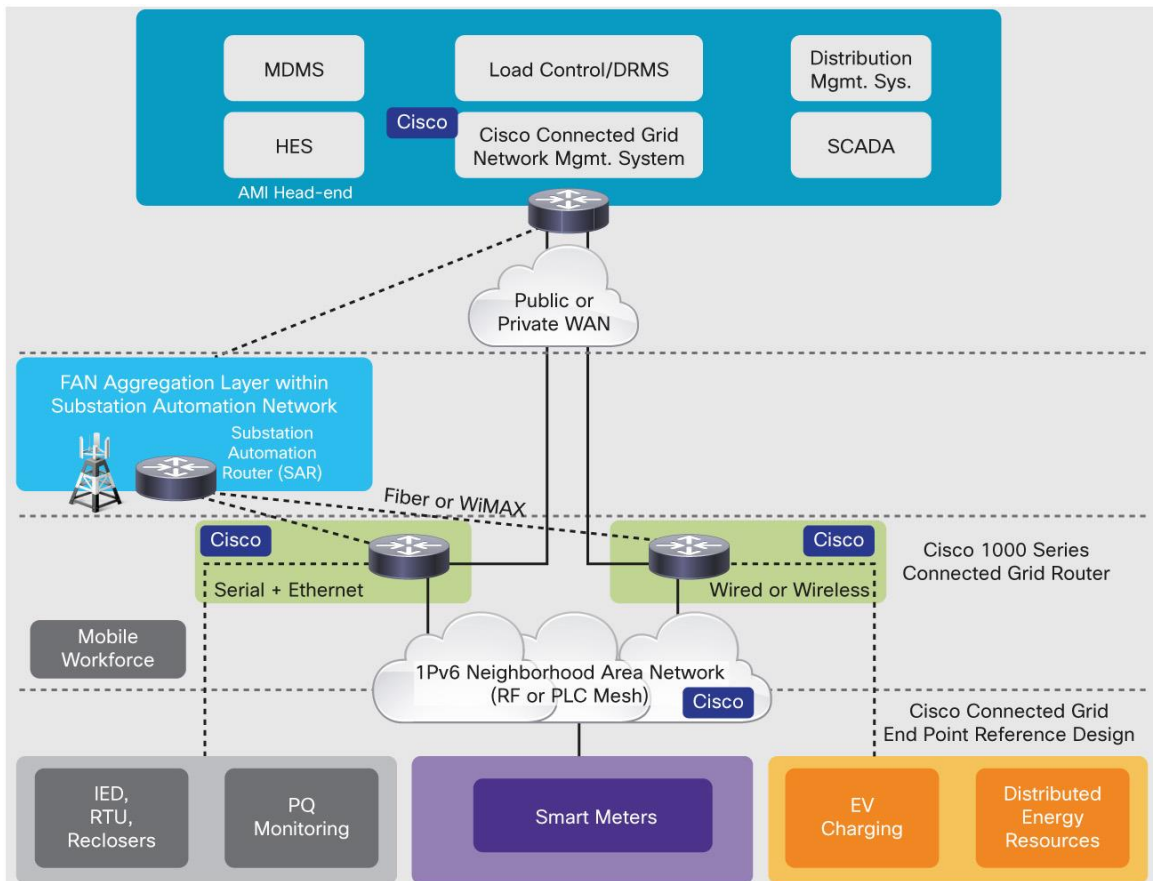 MDMS
Load Control/DRMS
Distribution
Mgmt. Sys.
Cisco
HES
Cisco Connected Grid
Network Mgmt. System
SCADA
AMI Head-end
Public or
Private WAN
FAN Aggregation Layer within
Substation Automation Network
Substation
Automation
Router (SAR)
Fiber or WiMAX
Cisco
Serial + Ethernet
Cisco
Wired or Wireless
Cisco 1000 Series
Connected Grid Router
Mobile
Workforce
1Pv6 Neighborhood Area Network
(RF or PLC Mesh)
Cisco
Cisco Connected Grid
End Point Reference Design
IED,
RTU,
Reclosers
PQ
Monitoring
Smart Meters
EV
Charging
Distributed
Energy
Resources